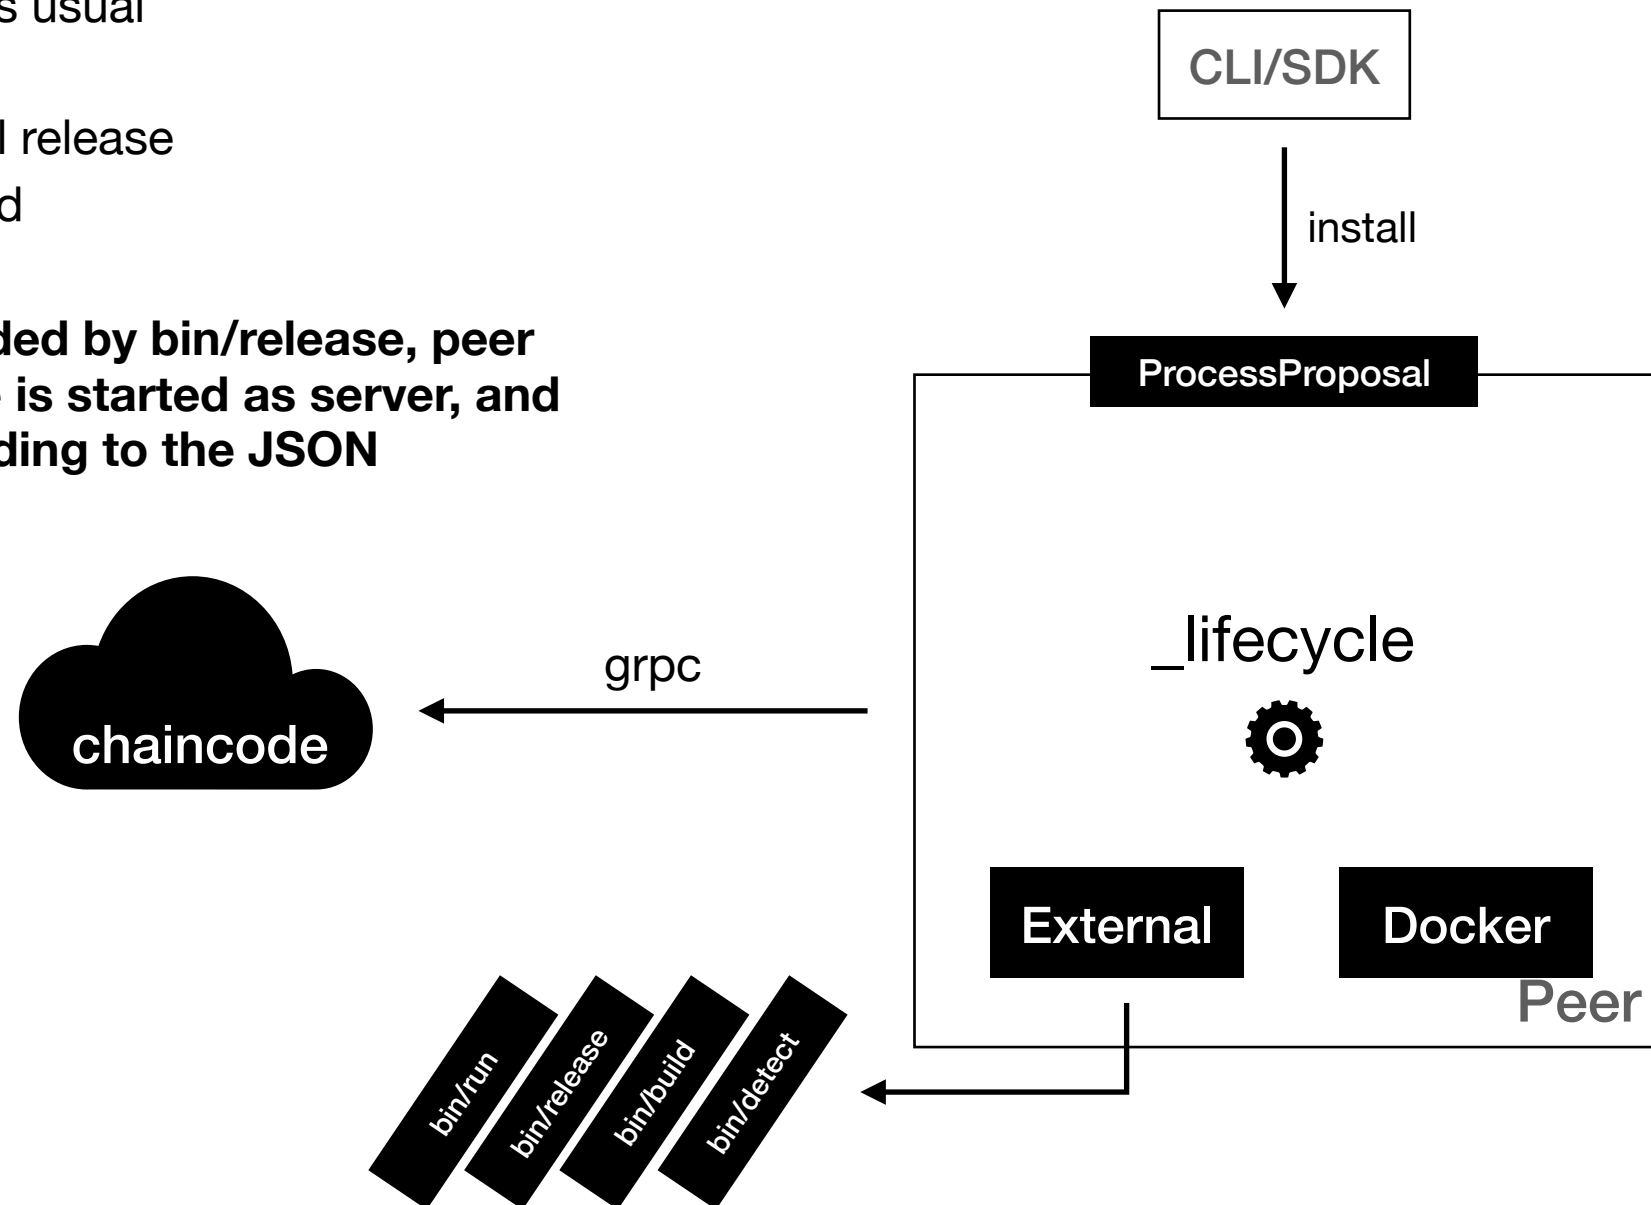 s usual
release
d
ded by bin/release, peer
is started as server, and
ding to the JSON
CLI/SDK
install
ProcessProposal
grpc
chaincode
_lifecycle
External
Docker
Peer
bin/run
bin/release
bin/build
bin/detect